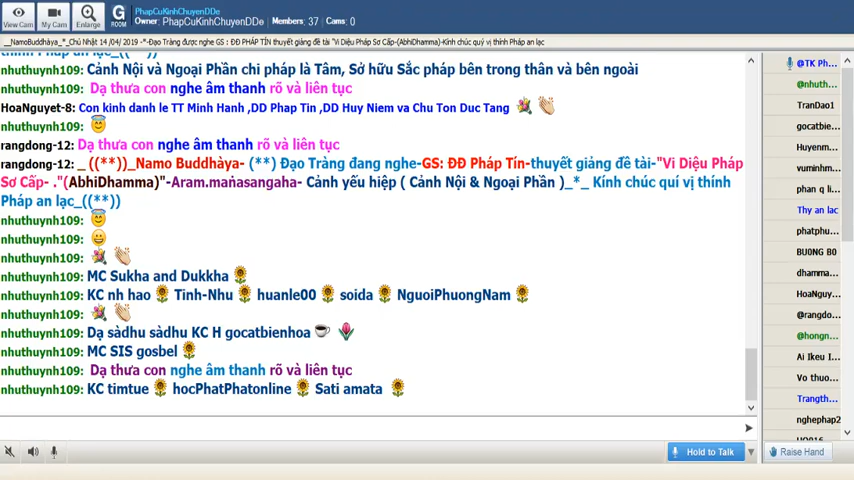 PhapCuKinhChuyenDDe
Owner: PhapCuKinhChuyenDDe Members: 37 Cams: 0
View Cam My Cam Enlarge G ROOM
__NamoBuddhàya_*_Chủ Nhật 14 /04/ 2019 -*-Đạo Tràng được nghe GS : ĐĐ PHÁP TÍN thuyết giảng đề tài "Vi Diệu Pháp Sơ Cấp-(AbhiDhamma)-Kính chúc quý vị thính Pháp an lạc
thính Pháp an lạc_((**))
nhuthuynh109: Cảnh Nội và Ngoại Phần chi pháp là Tâm, Sở hữu Sắc pháp bên trong thân và bên ngoài
Dạ thưa con nghe âm thanh rõ và liên tục
HoaNguyet-8: Con kinh danh le TT Minh Hanh ,DD Phap Tin ,DD Huy Niem va Chu Ton Duc Tang
nhuthuynh109:
rangdong-12: Dạ thưa con nghe âm thanh rõ và liên tục
rangdong-12: _ ((**))_Namo Buddhàya- (**) Đạo Tràng đang nghe-GS: ĐĐ Pháp Tín-thuyết giảng đề tài-"Vi Diệu Pháp
Sơ Cấp- ."(AbhiDhamma)"-Aram.maṅasangaha- Cảnh yếu hiệp ( Cảnh Nội & Ngoại Phần )_*_ Kính chúc quí vị thính
Pháp an lạc_((**))
nhuthuynh109:
nhuthuynh109:
nhuthuynh109:
nhuthuynh109: MC Sukha and Dukkha
nhuthuynh109: KC nh hao Tinh-Nhu huanle00 soida NguoiPhuongNam
nhuthuynh109:
nhuthuynh109: Dạ sàdhu sàdhu KC H gocatbienhoa
nhuthuynh109: MC SIS gosbel
nhuthuynh109: Dạ thưa con nghe âm thanh rõ và liên tục
nhuthuynh109: KC timtue hocPhatPhatonline Sati amata
@TK Ph...
@nhuth...
TranDao1
gocatbie...
Huyenm...
vuminhm...
phan q li...
Thy an lac
phatphu...
BUONG B0
dhamma...
HoaNguy...
@rangdo...
@hongn...
Ai Ikeu I...
Vo thuo...
Trangth...
nghephap2
Hold to Talk
Raise Hand